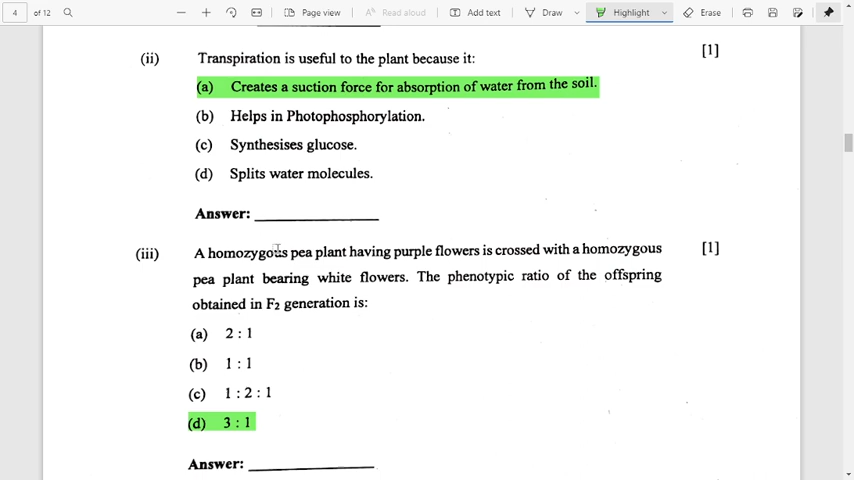 4 of 12 Page view Read aloud Add text Draw Highlight Erase
(ii) Transpiration is useful to the plant because it: [1]
(a) Creates a suction force for absorption of water from the soil.
(b) Helps in Photophosphorylation.
(c) Synthesises glucose.
(d) Splits water molecules.
Answer:
(iii) A homozygous pea plant having purple flowers is crossed with a homozygous [1]
pea plant bearing white flowers. The phenotypic ratio of the offspring
obtained in F2 generation is:
(a) 2 : 1
(b) 1 : 1
(c) 1 : 2 : 1
(d) 3 : 1
Answer: